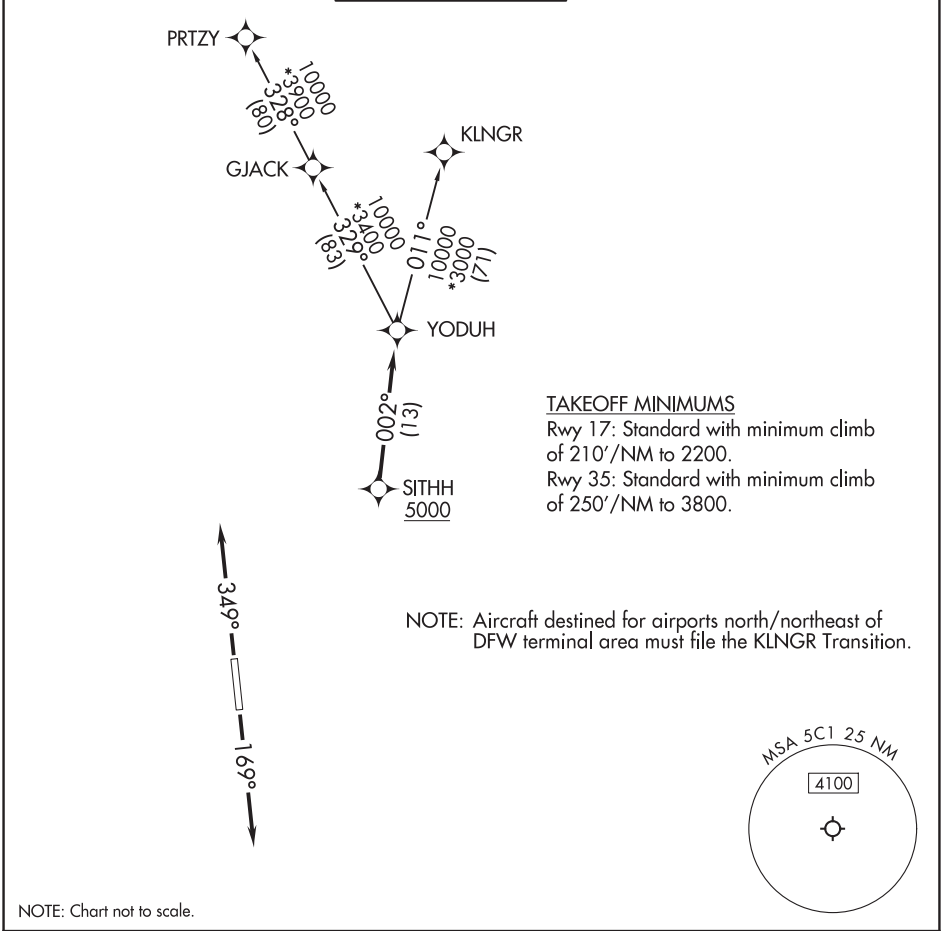 PRTZY
10000
*3900
328°
(80)
GJACK
KLNGR
10000
*3400
329°
(83)
011°
10000
*3000
(71)
YODUH
002°
(13)
SITHH
5000
TAKEOFF MINIMUMS
Rwy 17: Standard with minimum climb
of 210'/NM to 2200.
Rwy 35: Standard with minimum climb
of 250'/NM to 3800.
349°
169°
NOTE: Aircraft destined for airports north/northeast of
DFW terminal area must file the KLNGR Transition.
MSA 5C1 25 NM
4100
NOTE: Chart not to scale.